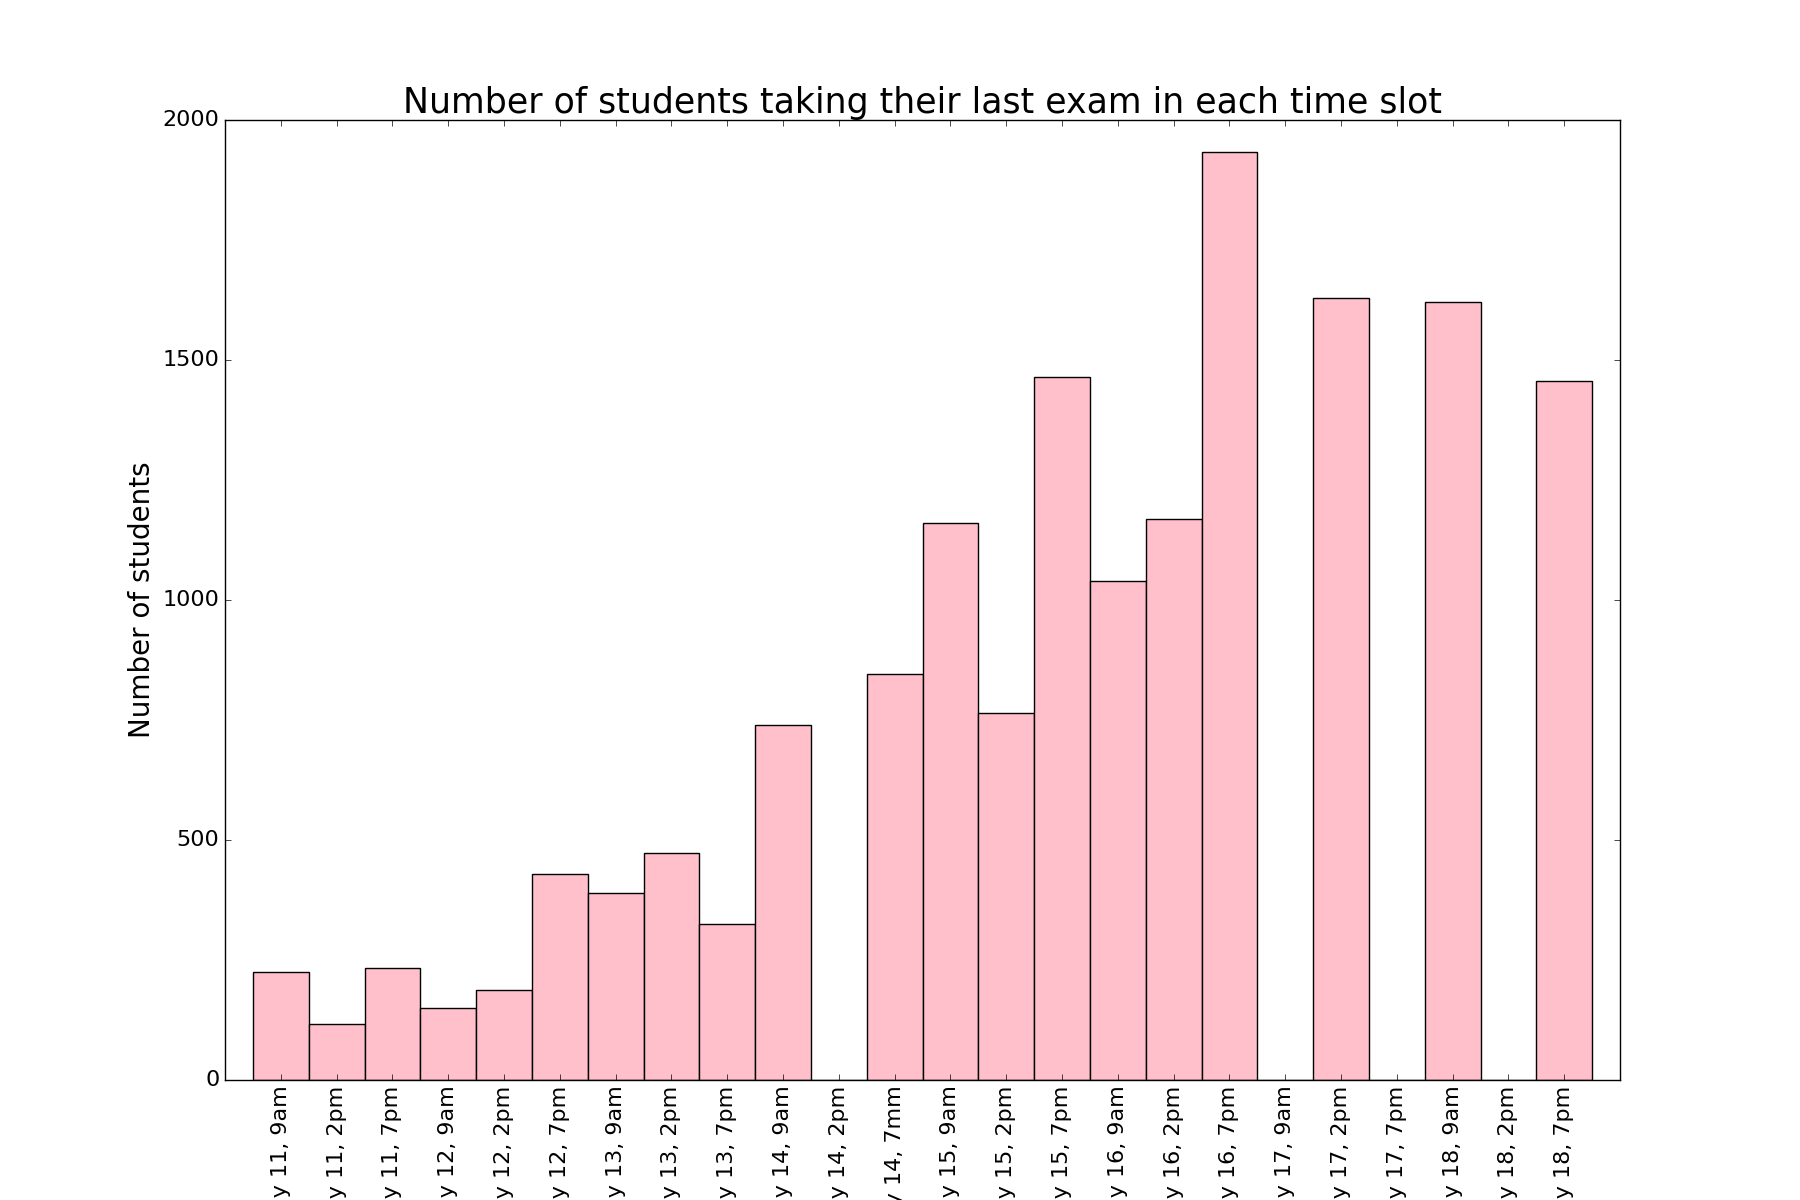 Number of students taking their last exam in each time slot
Number of students
2000
1500
1000
500
0
y 11, 9am
y 11, 2pm
y 11, 7pm
y 12, 9am
y 12, 2pm
y 12, 7pm
y 13, 9am
y 13, 2pm
y 13, 7pm
y 14, 9am
y 14, 2pm
y 14, 7mm
y 15, 9am
y 15, 2pm
y 15, 7pm
y 16, 9am
y 16, 2pm
y 16, 7pm
y 17, 9am
y 17, 2pm
y 17, 7pm
y 18, 9am
y 18, 2pm
y 18, 7pm